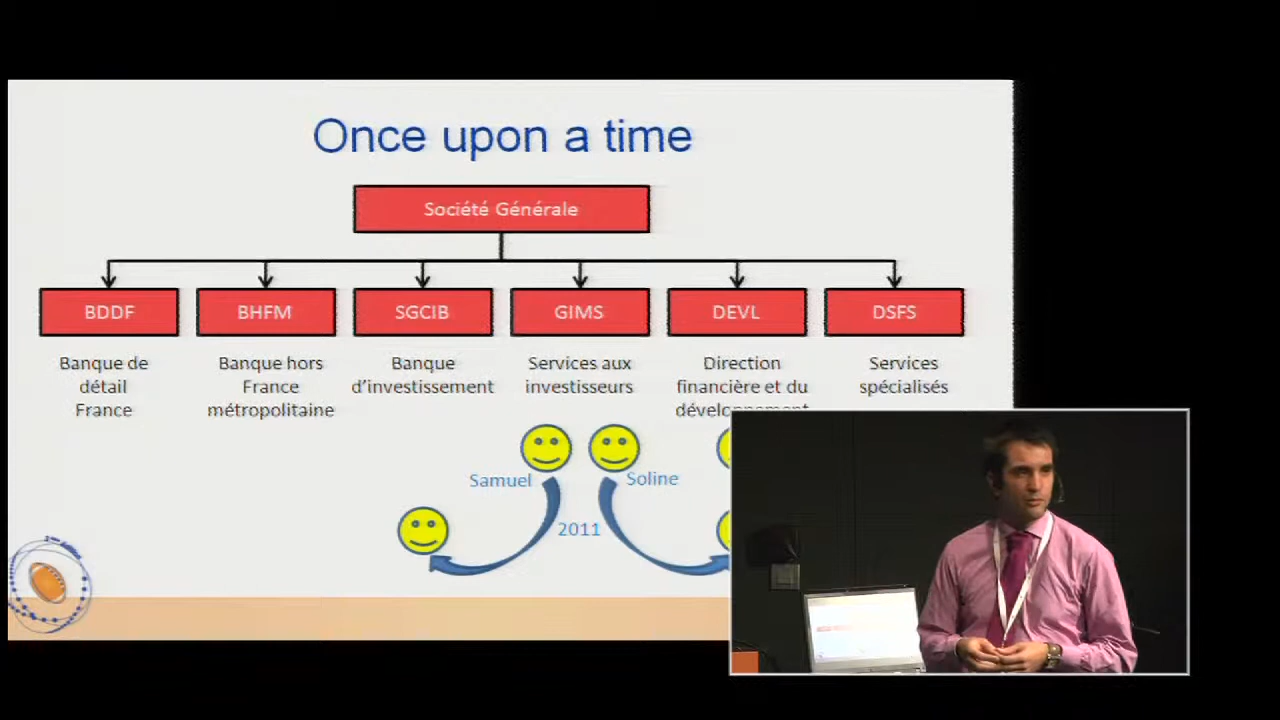 Once upon a time
Société Générale
BDDF
BHFM
SGCIB
GIMS
DEVL
DSFS
Banque de
détail
France
Banque hors
France
métropolitaine
Banque
d'investissement
Services aux
investisseurs
Direction
financière et du
développement
Services
spécialisés
Samuel
Soline
2011